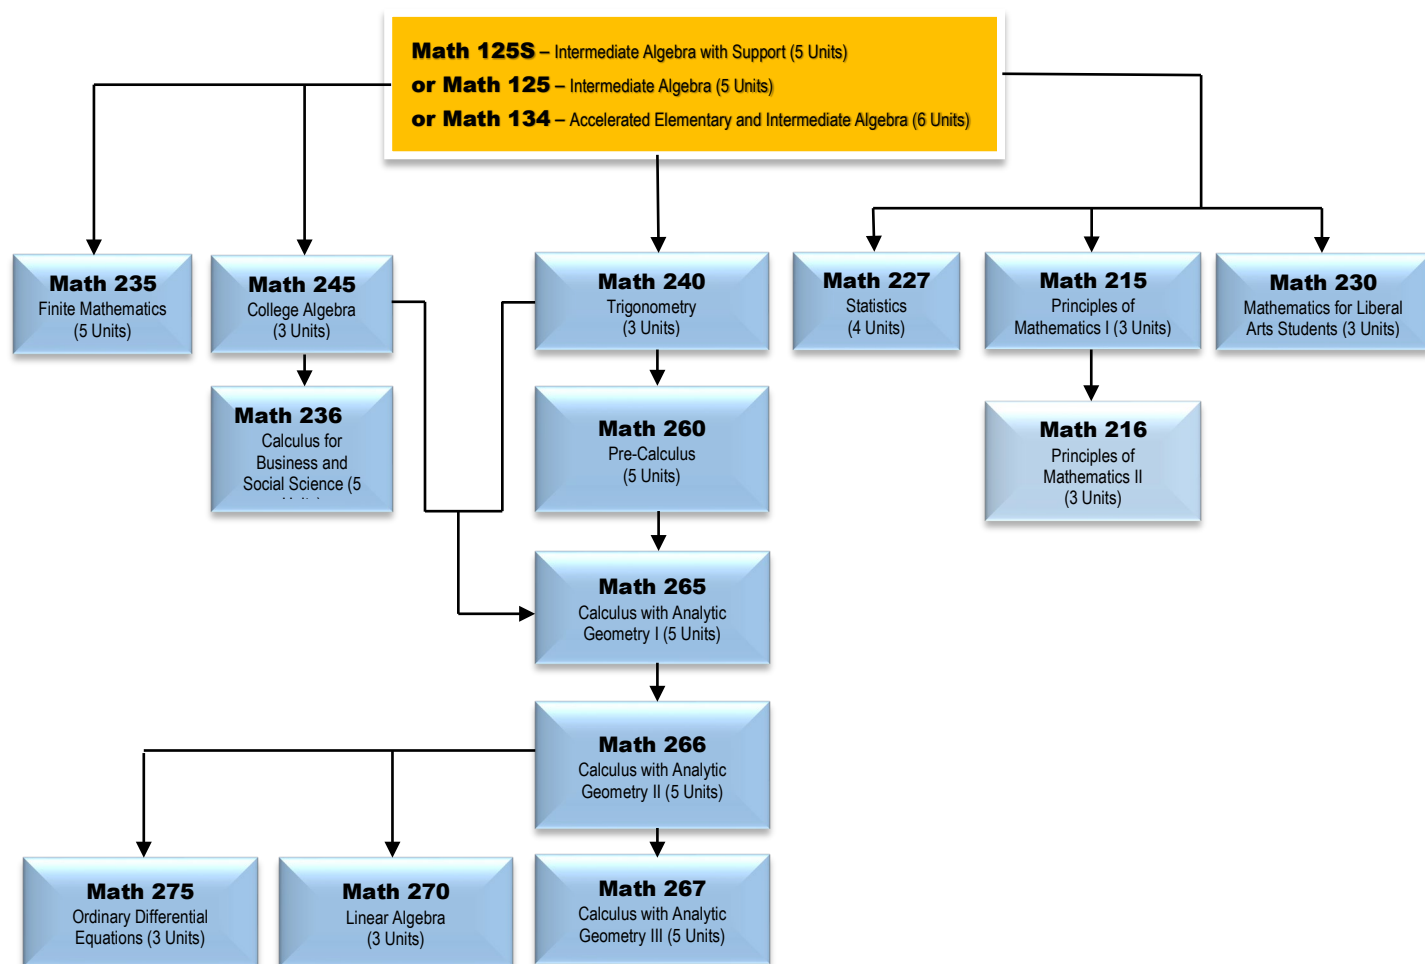 Math 125S – Intermediate Algebra with Support (5 Units)
or Math 125 – Intermediate Algebra (5 Units)
or Math 134 – Accelerated Elementary and Intermediate Algebra (6 Units)
Math 235
Finite Mathematics
(5 Units)
Math 245
College Algebra
(3 Units)
Math 240
Trigonometry
(3 Units)
Math 227
Statistics
(4 Units)
Math 215
Principles of
Mathematics I (3 Units)
Math 230
Mathematics for Liberal
Arts Students (3 Units)
Math 236
Calculus for
Business and
Social Science (5
Math 260
Pre-Calculus
(5 Units)
Math 216
Principles of
Mathematics II
(3 Units)
Math 265
Calculus with Analytic
Geometry I (5 Units)
Math 266
Calculus with Analytic
Geometry II (5 Units)
Math 275
Ordinary Differential
Equations (3 Units)
Math 270
Linear Algebra
(3 Units)
Math 267
Calculus with Analytic
Geometry III (5 Units)